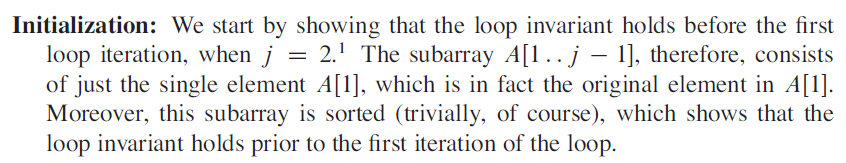 Initialization: We start by showing that the loop invariant holds before the first
loop iteration, when j = 2.¹ The subarray A[1 . . j − 1], therefore, consists
of just the single element A[1], which is in fact the original element in A[1].
Moreover, this subarray is sorted (trivially, of course), which shows that the
loop invariant holds prior to the first iteration of the loop.